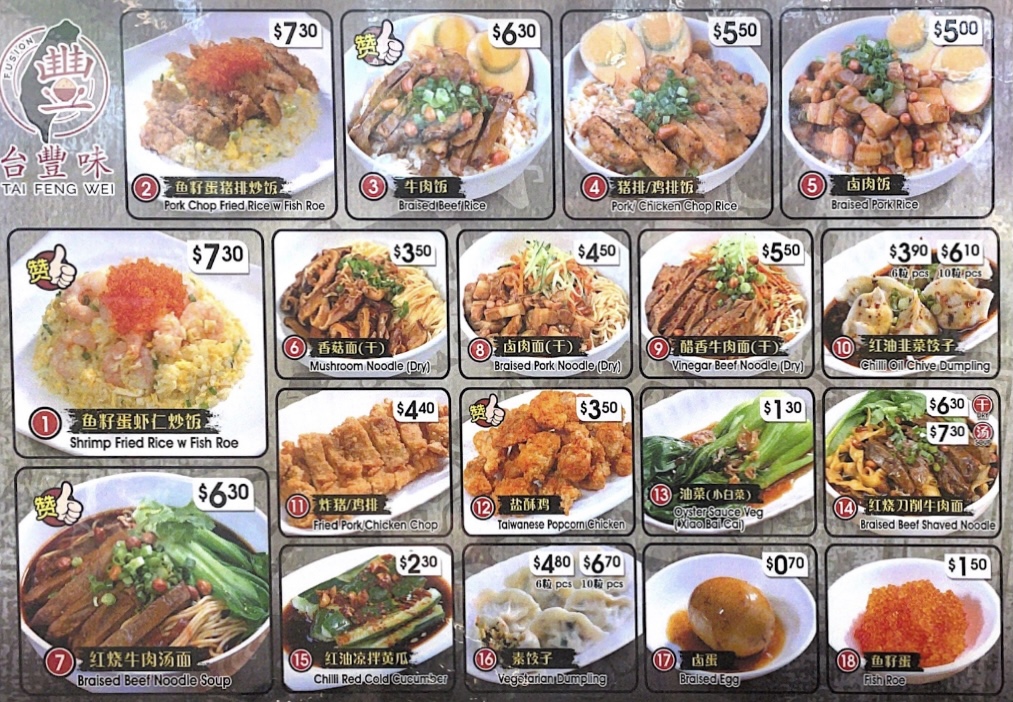 FUSION
豐
台豐味
TAI FENG WEI
$7.30
2 鱼籽蛋猪排炒饭
Pork Chop Fried Rice w Fish Roe
赞
$6.30
3 牛肉饭
Braised Beef Rice
$5.50
4 猪排/鸡排饭
Pork/Chicken Chop Rice
$5.00
5 卤肉饭
Braised Pork Rice
赞
$7.30
1 鱼籽蛋虾仁炒饭
Shrimp Fried Rice w Fish Roe
$3.50
6 香菇面(干)
Mushroom Noodle (Dry)
$4.50
8 卤肉面(干)
Braised Pork Noodle (Dry)
$5.50
9 醋香牛肉面(干)
Vinegar Beef Noodle (Dry)
$3.90 $6.10
6粒 pcs 10粒 pcs
10 红油韭菜饺子
Chilli Oil Chive Dumpling
$4.40
11 炸猪/鸡排
Fried Pork/Chicken Chop
赞
$3.50
12 盐酥鸡
Taiwanese Popcorn Chicken
$1.30
13 油菜(小白菜)
Oyster Sauce Veg
(Xiao Bai Cai)
$6.30 干 DRY
$7.30 汤 SOUP
14 红烧刀削牛肉面
Braised Beef Shaved Noodle
赞
$6.30
7 红烧牛肉汤面
Braised Beef Noodle Soup
$2.30
15 红油凉拌黄瓜
Chilli Red Cold Cucumber
$4.80 $6.70
6粒 pcs 10粒 pcs
16 素饺子
Vegetarian Dumpling
$0.70
17 卤蛋
Braised Egg
$1.50
18 鱼籽蛋
Fish Roe